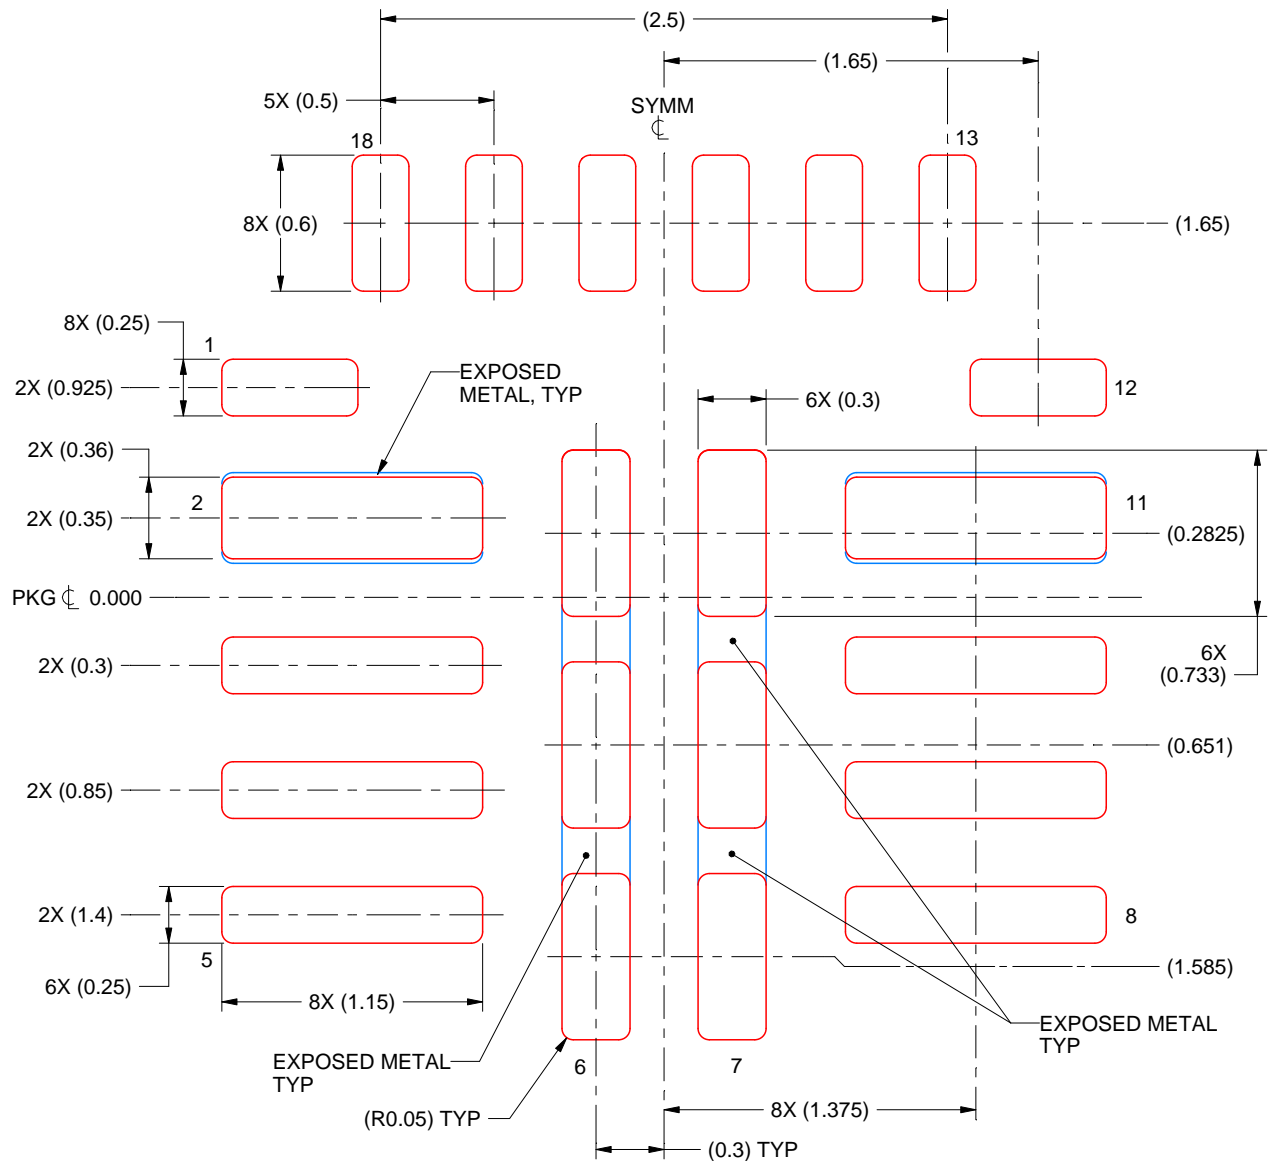 (2.5)
(1.65)
5X (0.5)
SYMM
18
13
8X (0.6)
(1.65)
8X (0.25)
1
EXPOSED
METAL, TYP
2X (0.925)
12
6X (0.3)
2X (0.36)
2
11
2X (0.35)
(0.2825)
PKG 0.000
2X (0.3)
6X
(0.733)
(0.651)
2X (0.85)
2X (1.4)
8
5
(1.585)
6X (0.25)
8X (1.15)
EXPOSED METAL
TYP
EXPOSED METAL
TYP
6
7
(R0.05) TYP
8X (1.375)
(0.3) TYP